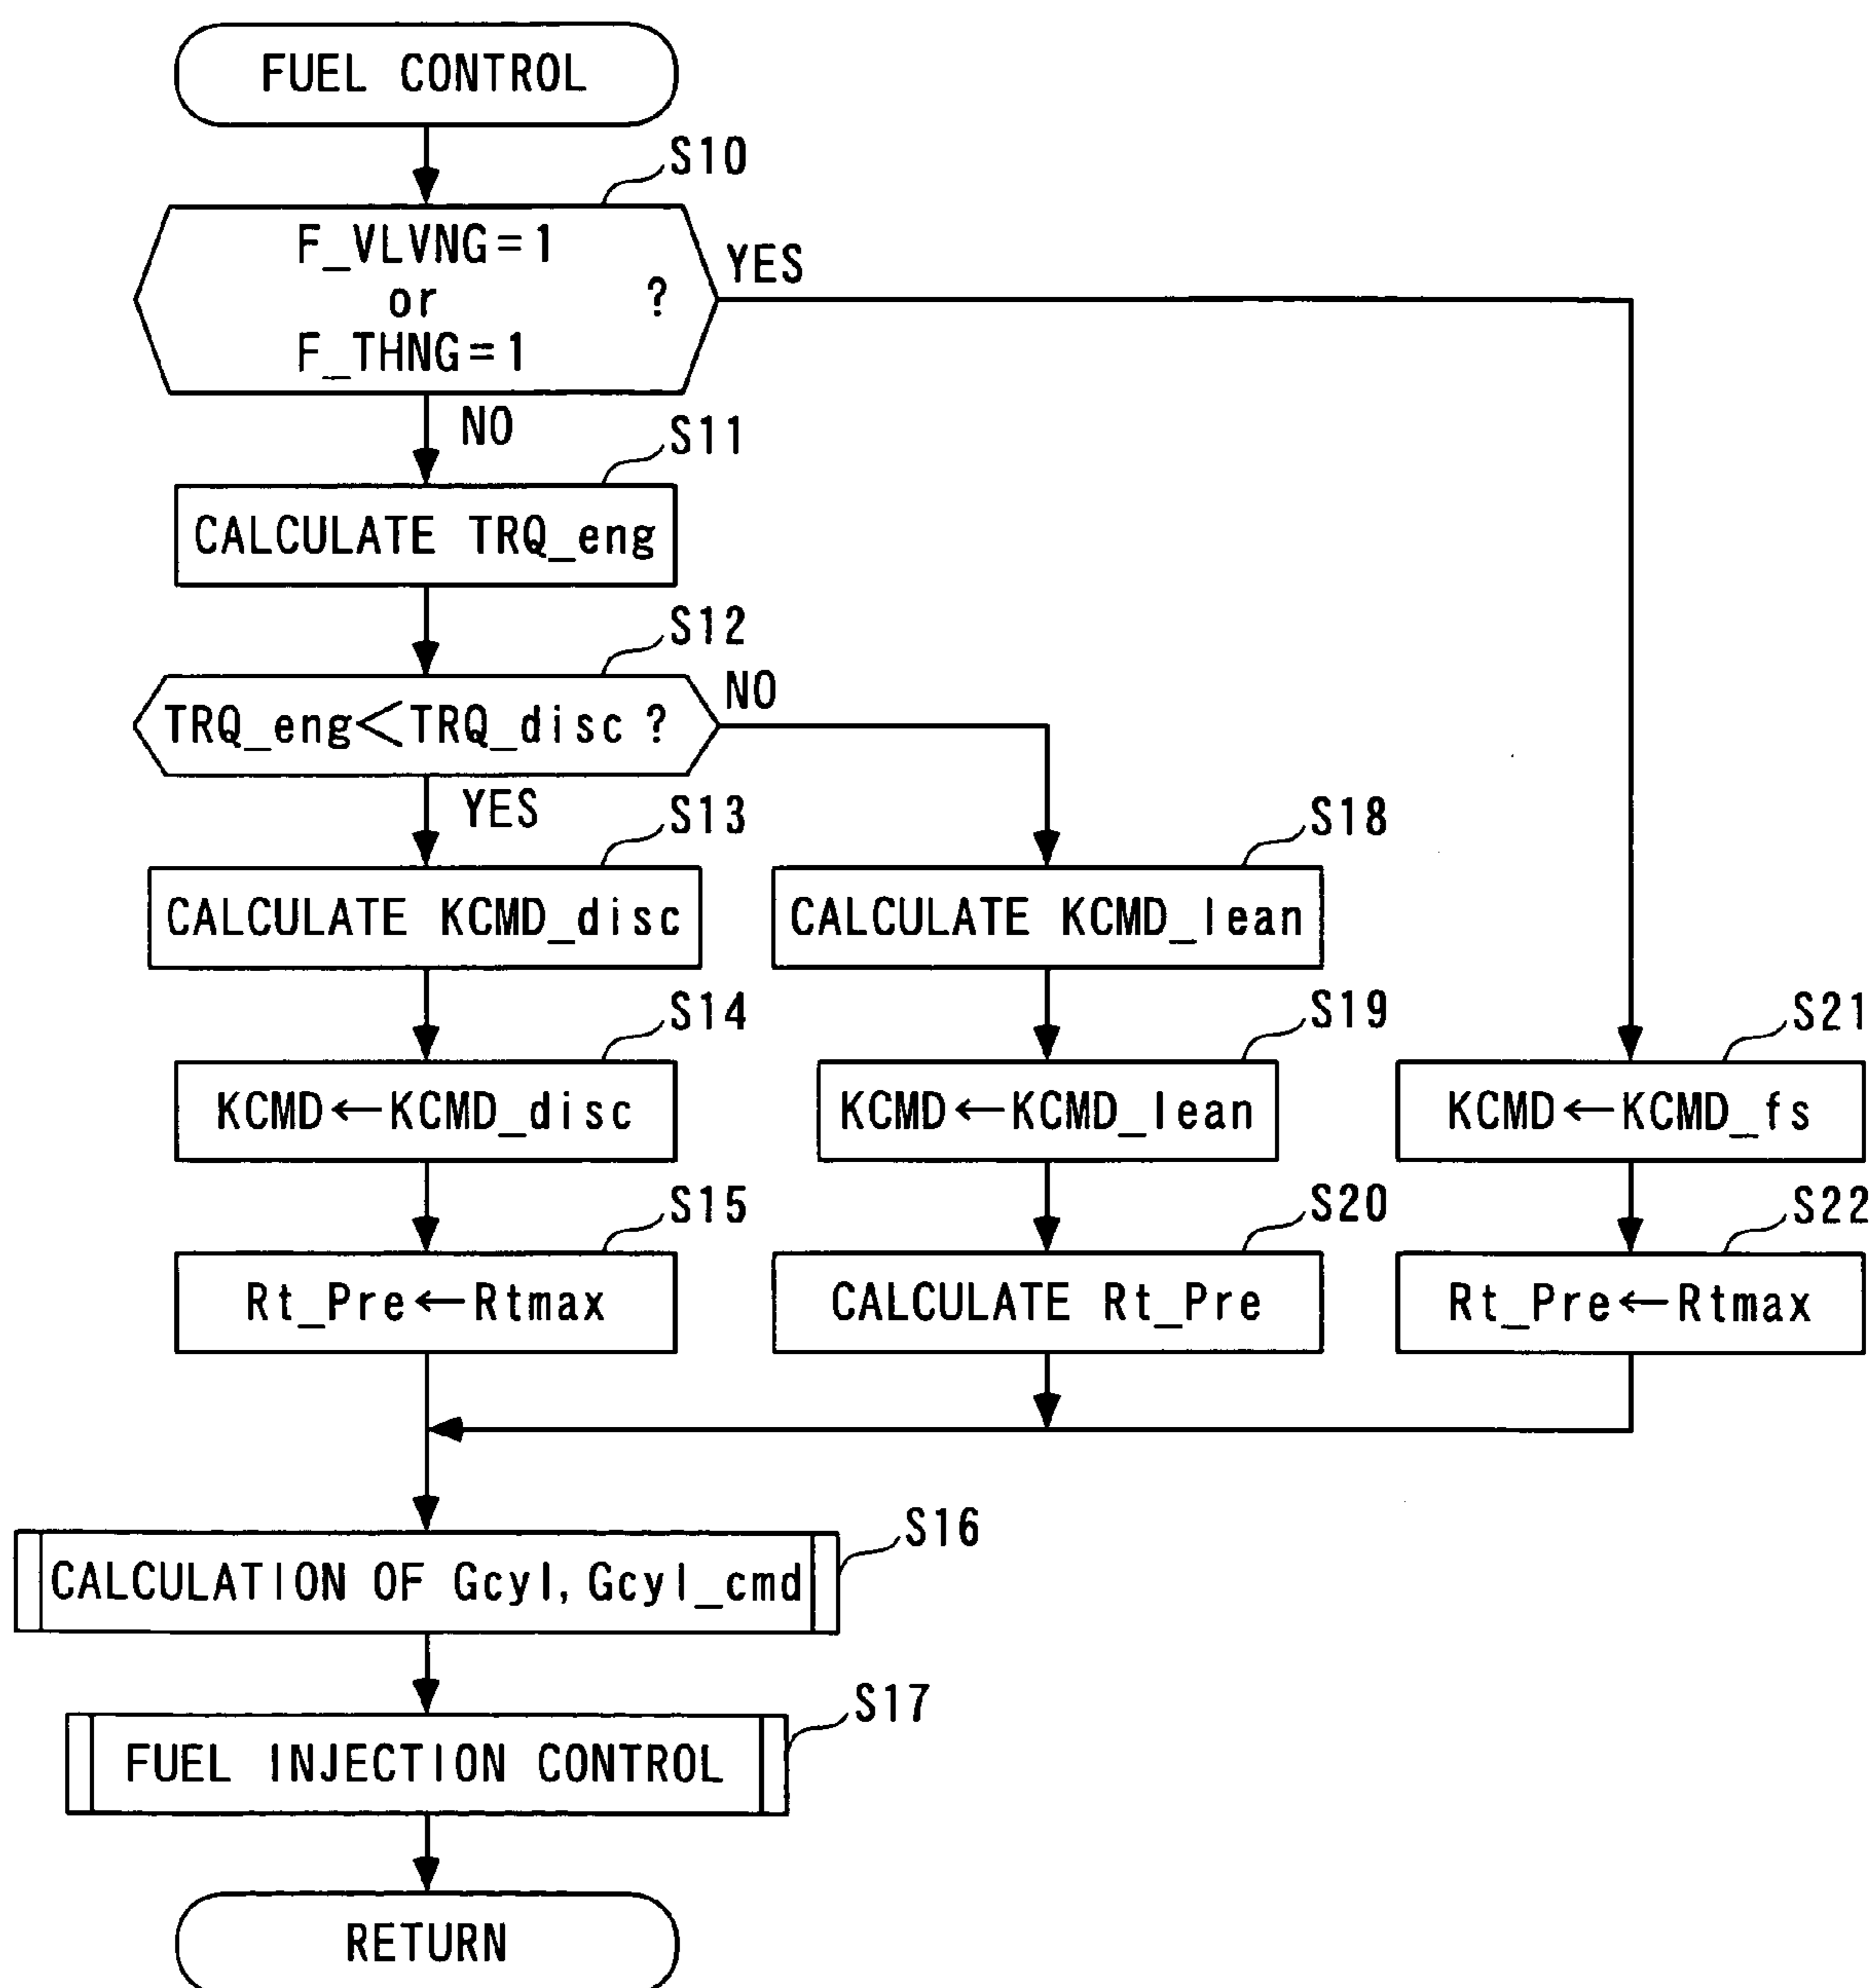 FUEL CONTROL
S10
F_VLVNG=1
or
?
F_THNG=1
YES
NO
S11
CALCULATE TRQ_eng
S12
TRQ_eng<TRQ_disc ?
NO
YES
S13
CALCULATE KCMD_disc
S18
CALCULATE KCMD_lean
S14
KCMD←KCMD_disc
S19
KCMD←KCMD_lean
S21
KCMD←KCMD_fs
S15
Rt_Pre←Rtmax
S20
CALCULATE Rt_Pre
S22
Rt_Pre←Rtmax
S16
CALCULATION OF Gcyl, Gcyl_cmd
S17
FUEL INJECTION CONTROL
RETURN